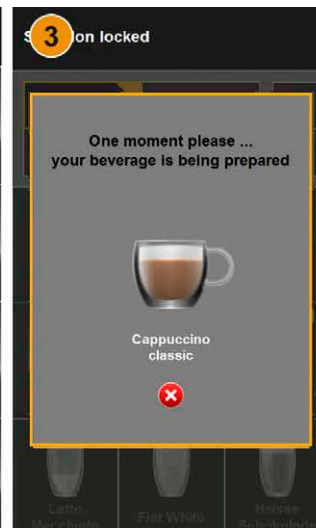 3
S on locked
One moment please ...
your beverage is being prepared
Cappuccino
classic
Latte Flat White Heisse
Macchiato Schokolade